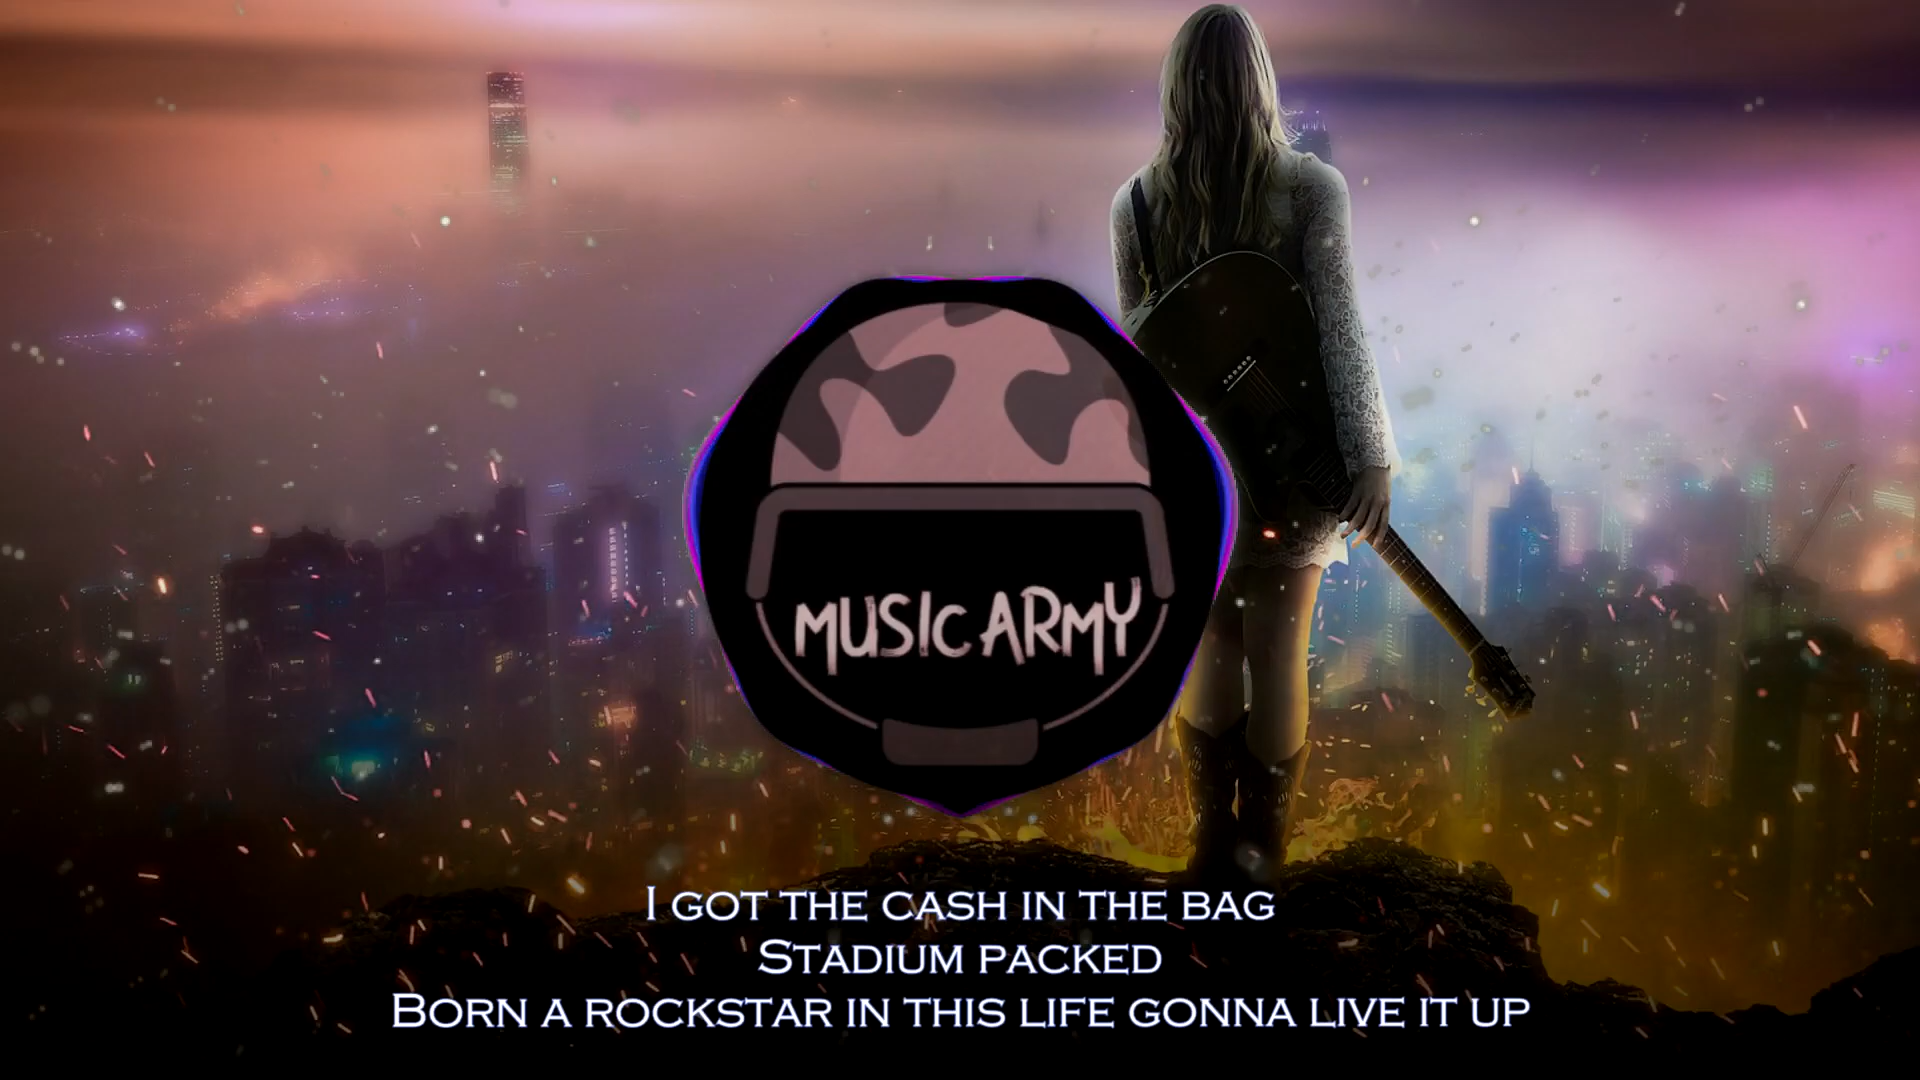 MUSIC ARMY
I GOT THE CASH IN THE BAG
STADIUM PACKED
BORN A ROCKSTAR IN THIS LIFE GONNA LIVE IT UP